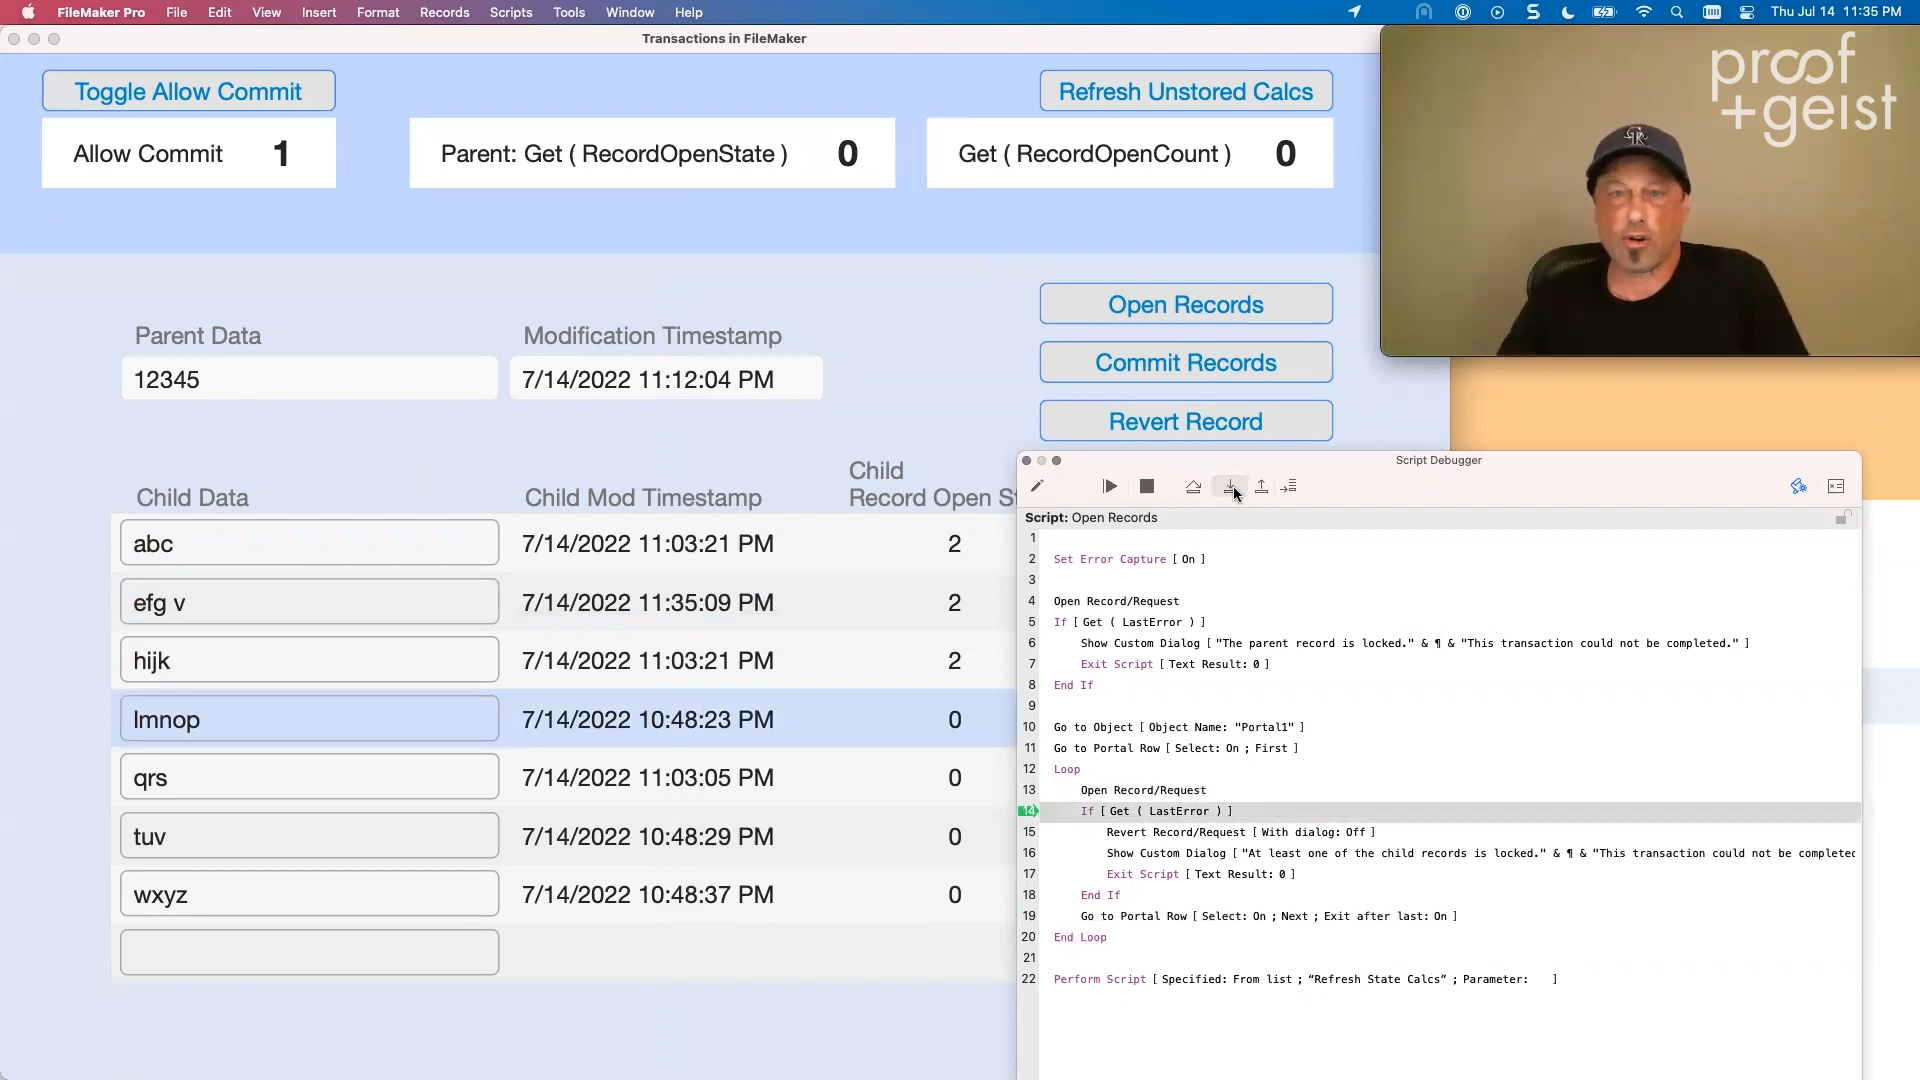 FileMaker Pro File Edit View Insert Format Records Scripts Tools Window Help Thu Jul 14 11:35 PM
Transactions in FileMaker
proof
+geist
Toggle Allow Commit
Refresh Unstored Calcs
Allow Commit 1
Parent: Get ( RecordOpenState ) 0
Get ( RecordOpenCount ) 0
Open Records
Commit Records
Revert Record
Parent Data
Modification Timestamp
12345
7/14/2022 11:12:04 PM
Child Data
Child Mod Timestamp
Child
Record Open St
abc 7/14/2022 11:03:21 PM 2
efg v 7/14/2022 11:35:09 PM 2
hijk 7/14/2022 11:03:21 PM 2
lmnop 7/14/2022 10:48:23 PM 0
qrs 7/14/2022 11:03:05 PM 0
tuv 7/14/2022 10:48:29 PM 0
wxyz 7/14/2022 10:48:37 PM 0
Script Debugger
Script: Open Records
1
2 Set Error Capture [ On ]
3
4 Open Record/Request
5 If [ Get ( LastError ) ]
6 Show Custom Dialog [ "The parent record is locked." & ¶ & "This transaction could not be completed." ]
7 Exit Script [ Text Result: 0 ]
8 End If
9
10 Go to Object [ Object Name: "Portal1" ]
11 Go to Portal Row [ Select: On ; First ]
12 Loop
13 Open Record/Request
14 If [ Get ( LastError ) ]
15 Revert Record/Request [ With dialog: Off ]
16 Show Custom Dialog [ "At least one of the child records is locked." & ¶ & "This transaction could not be completed
17 Exit Script [ Text Result: 0 ]
18 End If
19 Go to Portal Row [ Select: On ; Next ; Exit after last: On ]
20 End Loop
21
22 Perform Script [ Specified: From list ; “Refresh State Calcs” ; Parameter: ]